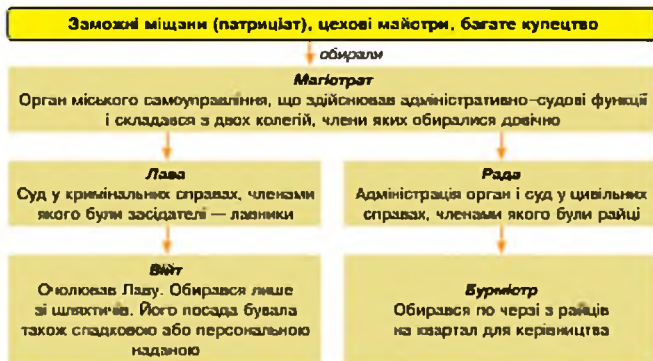 Заможні міщани (патриціат), цехові майстри, багате купецтво
обирали
Магістрат
Орган міського самоуправління, що здійснював адміністративно-судові функції
і складався з двох колегій, члени яких обиралися довічно
Лава
Суд у кримінальних справах, членами
якого були засідателі — лавники
Рада
Адміністрація орган і суд у цивільних
справах, членами якого були райці
Війт
Очолював Лаву. Обирався лише
зі шляхтичів. Його посада бувала
також спадковою або персональною
наданою
Бурмістр
Обирався по черзі з райців
на квартал для керівництва